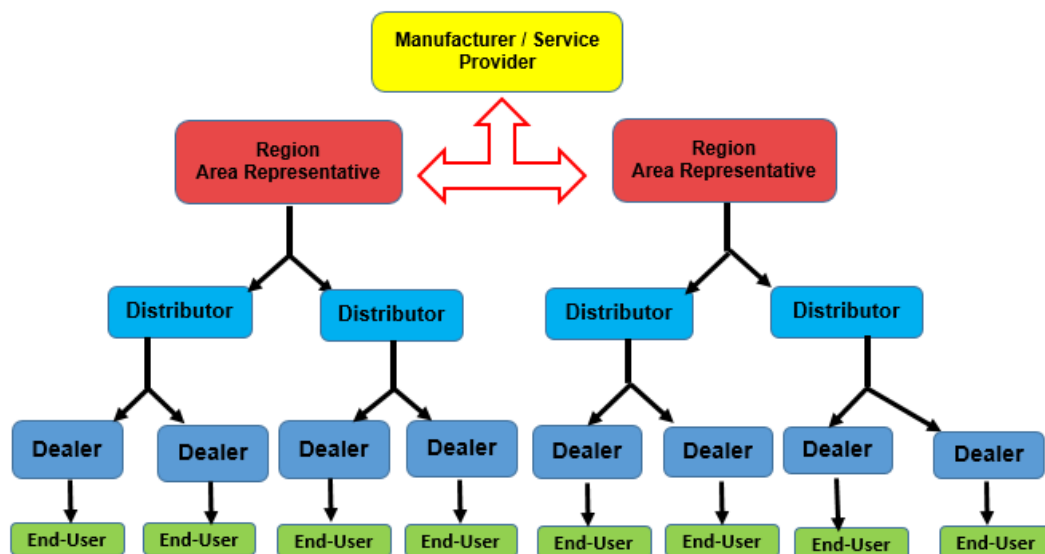 Manufacturer / Service
Provider
Region
Area Representative
Region
Area Representative
Distributor
Distributor
Distributor
Distributor
Dealer
Dealer
Dealer
Dealer
Dealer
Dealer
Dealer
Dealer
End-User
End-User
End-User
End-User
End-User
End-User
End-User
End-User